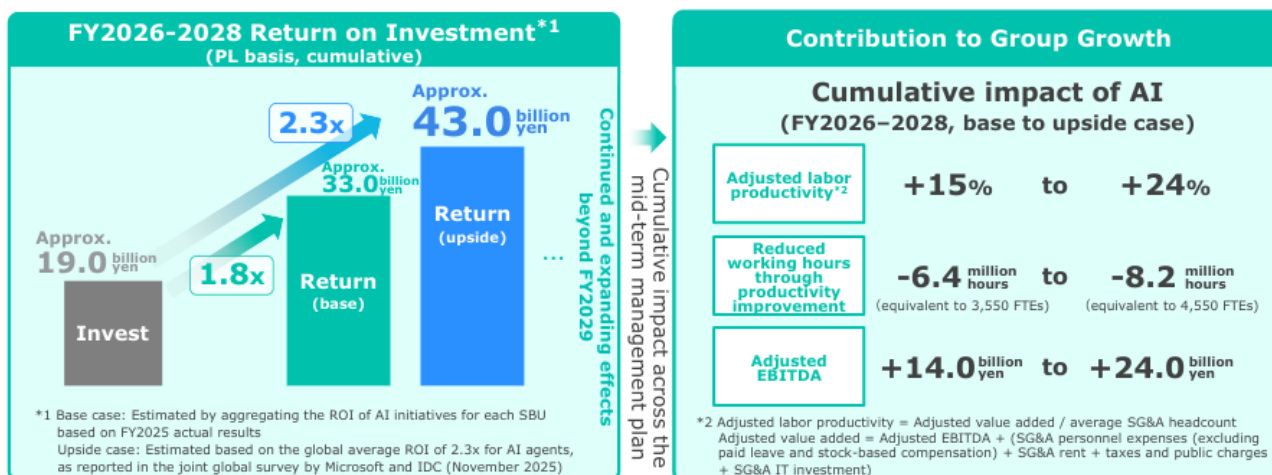 FY2026-2028 Return on Investment*1
(PL basis, cumulative)
Approx.
19.0 billion yen
Invest
1.8x
2.3x
Approx.
33.0 billion yen
Return
(base)
Approx.
43.0 billion yen
Return
(upside)
...
Continued and expanding effects
beyond FY2029
*1 Base case: Estimated by aggregating the ROI of AI initiatives for each SBU
based on FY2025 actual results
Upside case: Estimated based on the global average ROI of 2.3x for AI agents,
as reported in the joint global survey by Microsoft and IDC (November 2025)
Cumulative impact across the
mid-term management plan
Contribution to Group Growth
Cumulative impact of AI
(FY2026–2028, base to upside case)
Adjusted labor
productivity*2
+15% to +24%
Reduced
working hours
through
productivity
improvement
-6.4 million hours to -8.2 million hours
(equivalent to 3,550 FTEs) (equivalent to 4,550 FTEs)
Adjusted
EBITDA
+14.0 billion yen to +24.0 billion yen
*2 Adjusted labor productivity = Adjusted value added / average SG&A headcount
Adjusted value added = Adjusted EBITDA + (SG&A personnel expenses (excluding
paid leave and stock-based compensation) + SG&A rent + taxes and public charges
+ SG&A IT investment)